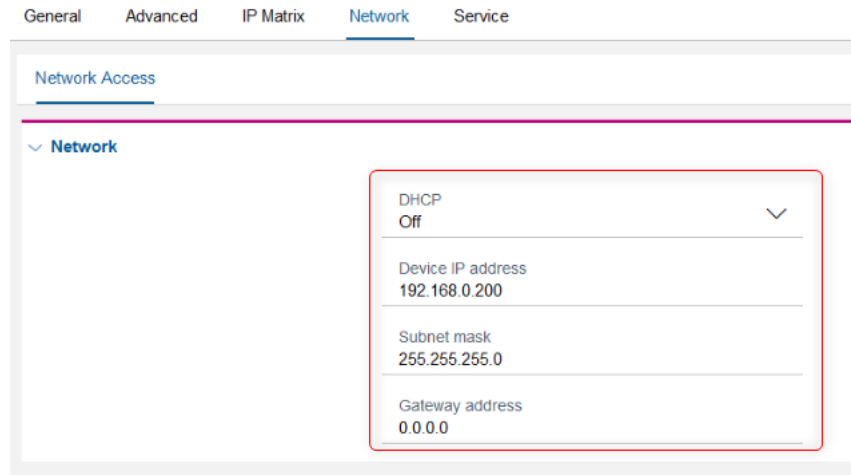 General Advanced IP Matrix Network Service
Network Access
Network
DHCP
Off
Device IP address
192.168.0.200
Subnet mask
255.255.255.0
Gateway address
0.0.0.0